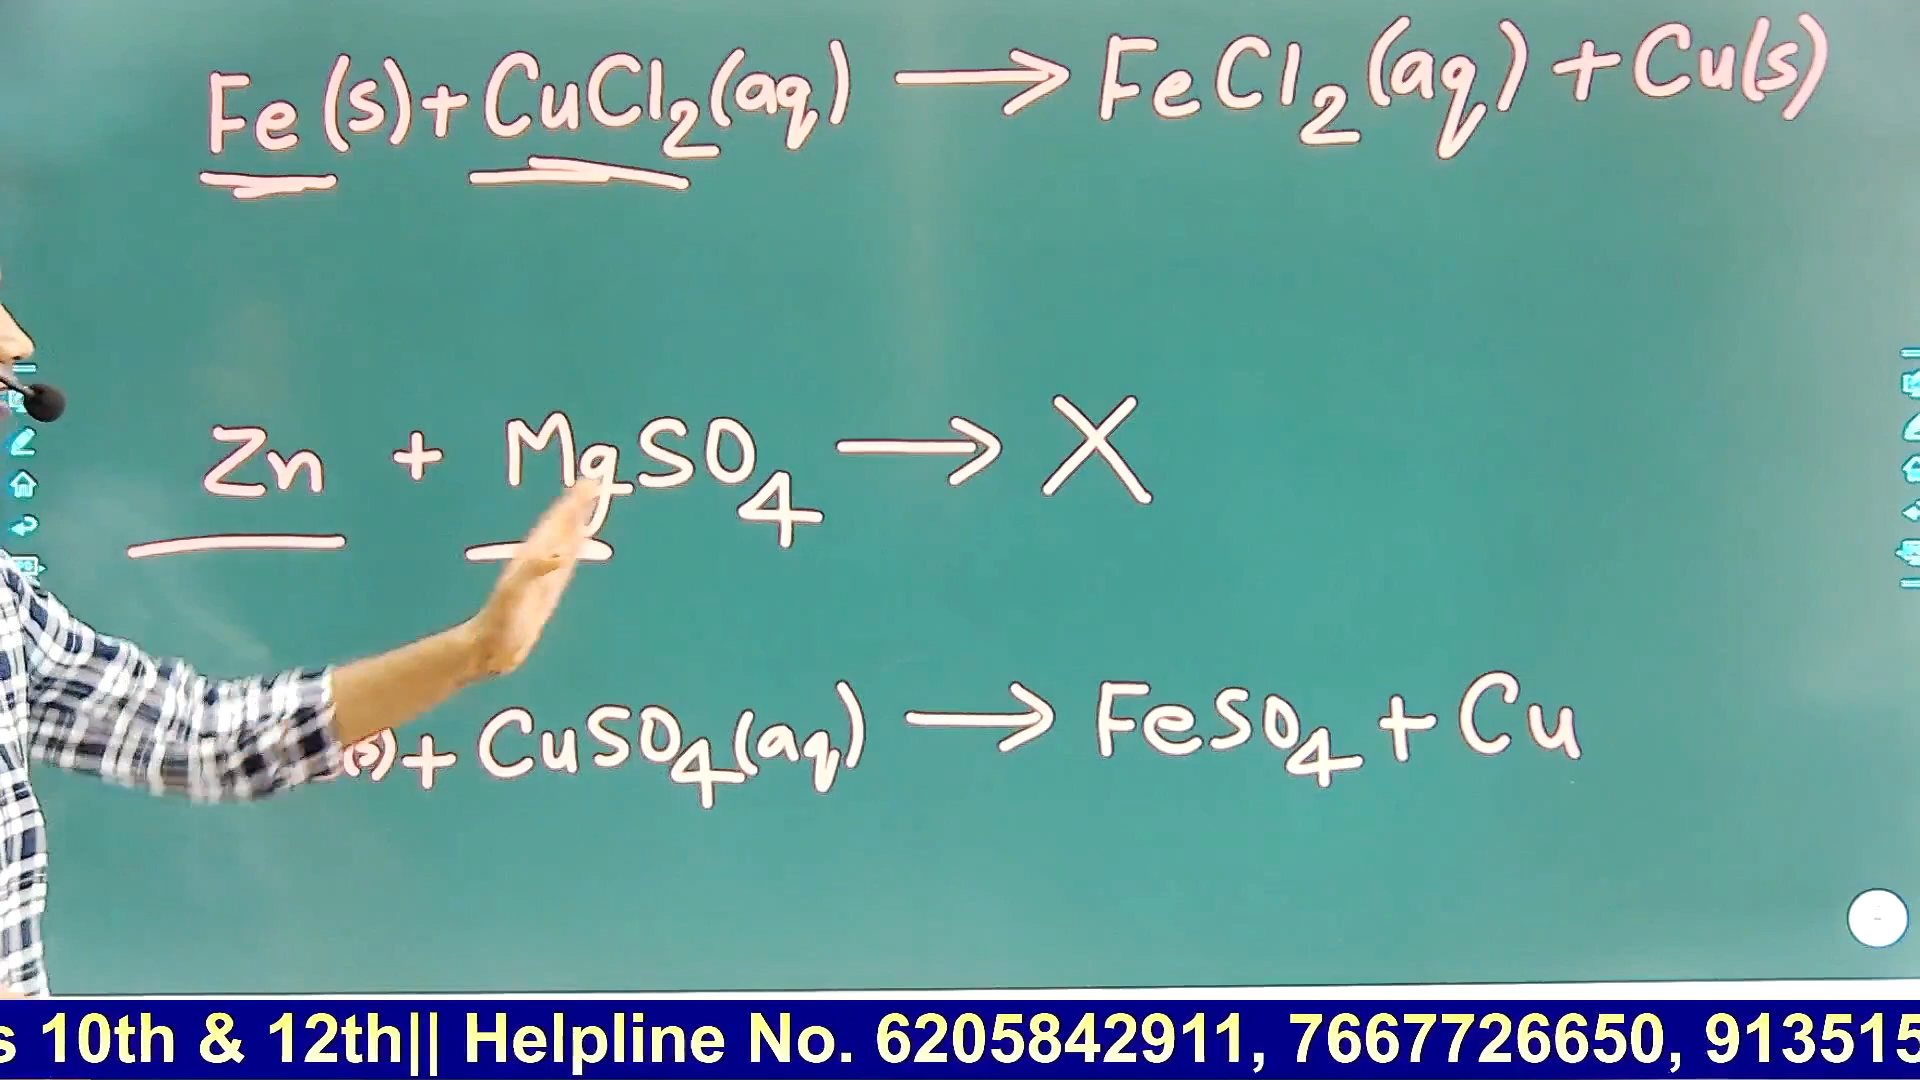 Fe (s) + CuCl2 (aq) → FeCl2 (aq) + Cu(s)
Zn + MgSO4 → X
(s) + CuSO4 (aq) → FeSO4 + Cu
s 10th & 12th|| Helpline No. 6205842911, 7667726650, 913515